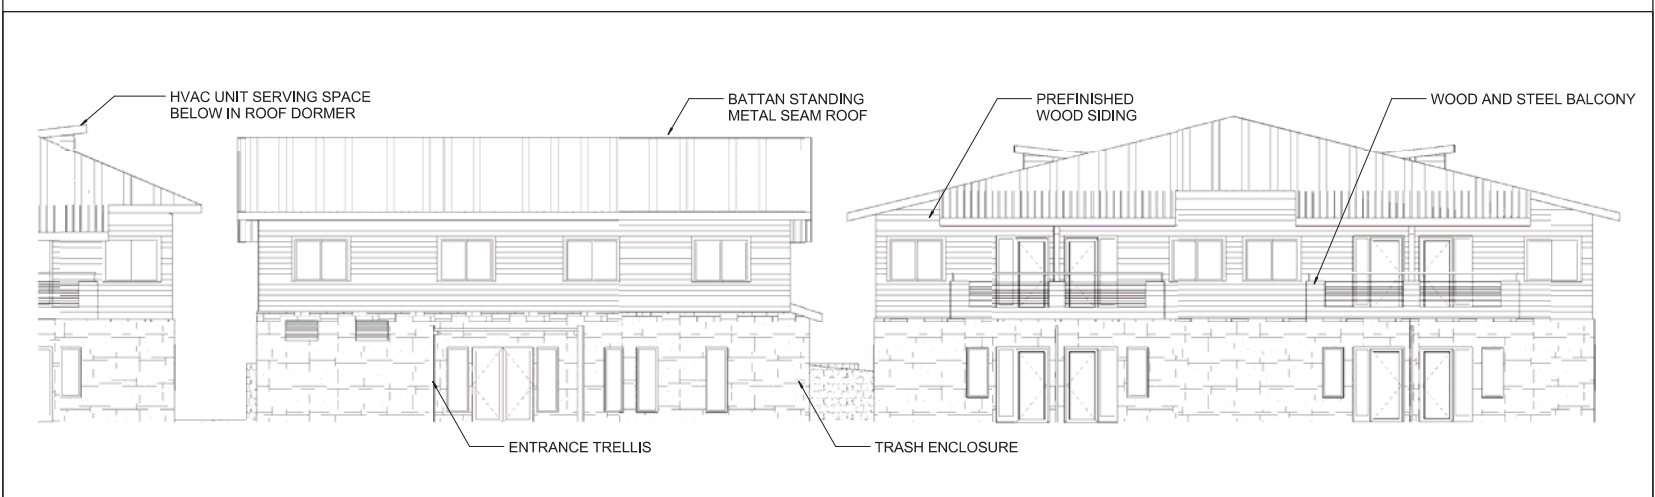 HVAC UNIT SERVING SPACE
BELOW IN ROOF DORMER
BATTAN STANDING
METAL SEAM ROOF
PREFINISHED
WOOD SIDING
WOOD AND STEEL BALCONY
ENTRANCE TRELLIS
TRASH ENCLOSURE